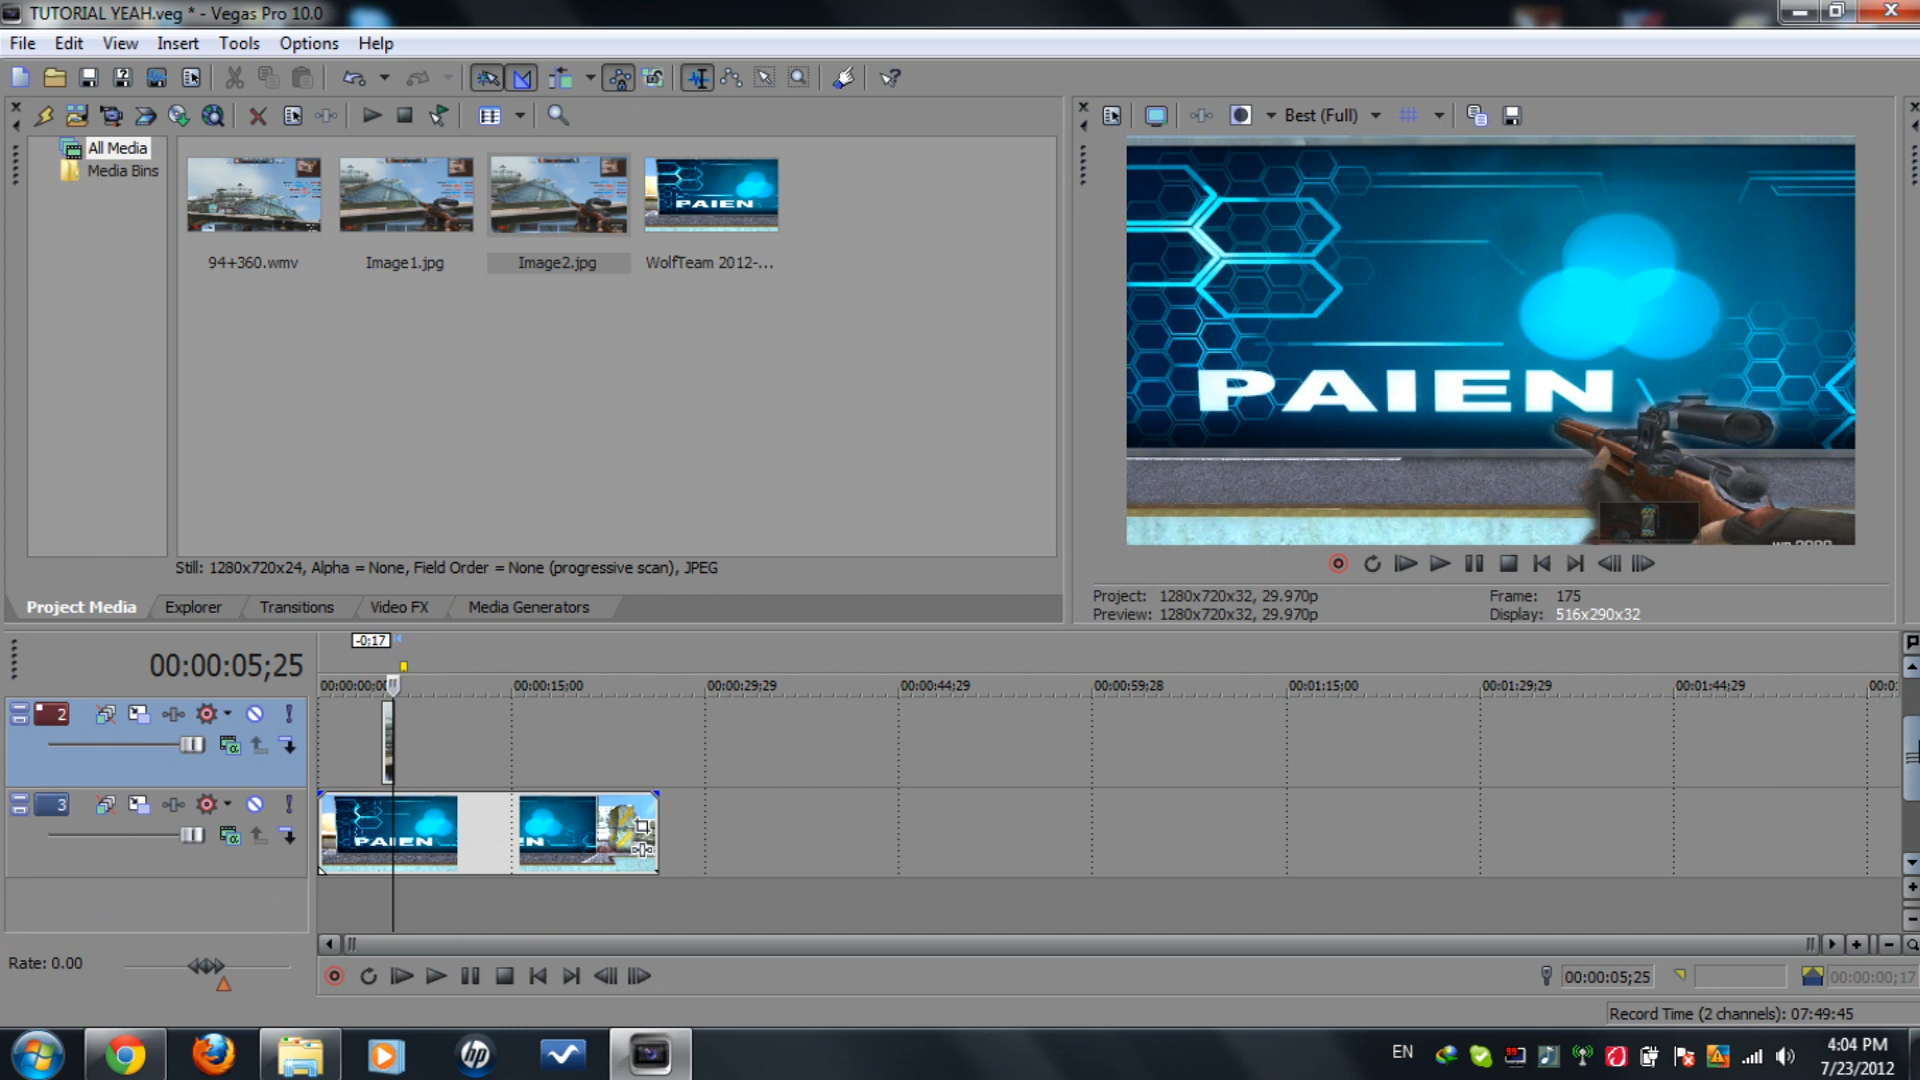 TUTORIAL YEAH.veg * - Vegas Pro 10.0
File Edit View Insert Tools Options Help
Best (Full)
All Media
Media Bins
PAIEN
94+360.wmv Image1.jpg Image2.jpg WolfTeam 2012-...
PAIEN
Still: 1280x720x24, Alpha = None, Field Order = None (progressive scan), JPEG
Project Media Explorer Transitions Video FX Media Generators
Project: 1280x720x32, 29.970p Frame: 175
Preview: 1280x720x32, 29.970p Display: 516x290x32
-0;17
00:00:05;25
00:00:00;00 00:00:15;00 00:00:29;29 00:00:44;29 00:00:59;28 00:01:15;00 00:01:29;29 00:01:44;29 00:0
2
3
PAIEN EN
Rate: 0.00
00:00:05;25 00:00:00;17
Record Time (2 channels): 07:49:45
EN
4:04 PM
7/23/2012